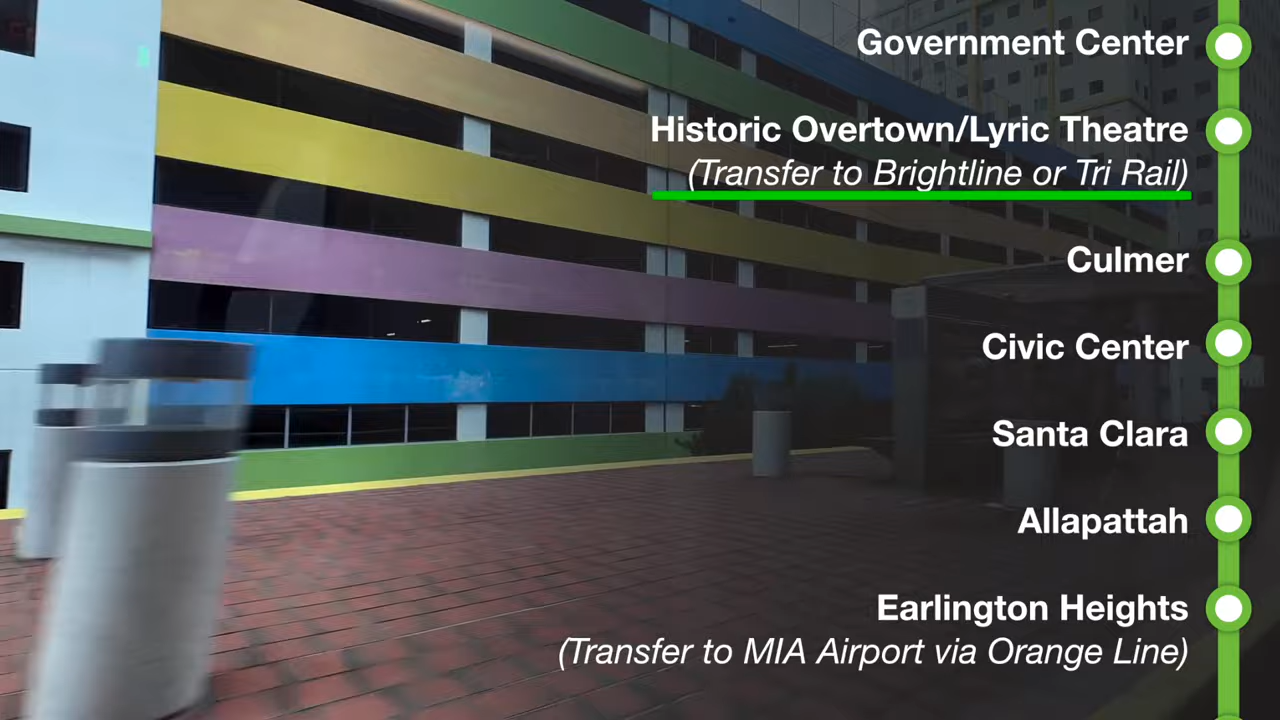 Government Center
Historic Overtown/Lyric Theatre
(Transfer to Brightline or Tri Rail)
Culmer
Civic Center
Santa Clara
Allapattah
Earlington Heights
(Transfer to MIA Airport via Orange Line)